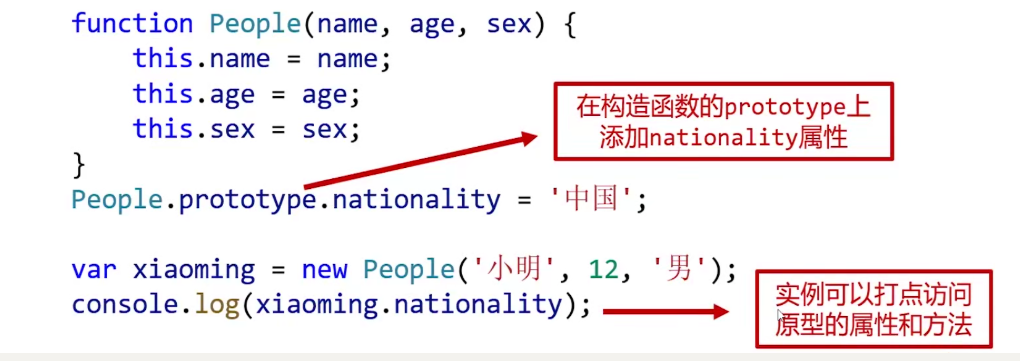 function People(name, age, sex) {
this.name = name;
this.age = age;
this.sex = sex;
}
People.prototype.nationality = '中国';
在构造函数的prototype上
添加nationality属性
var xiaoming = new People('小明', 12, '男');
console.log(xiaoming.nationality);
实例可以打点访问
原型的属性和方法